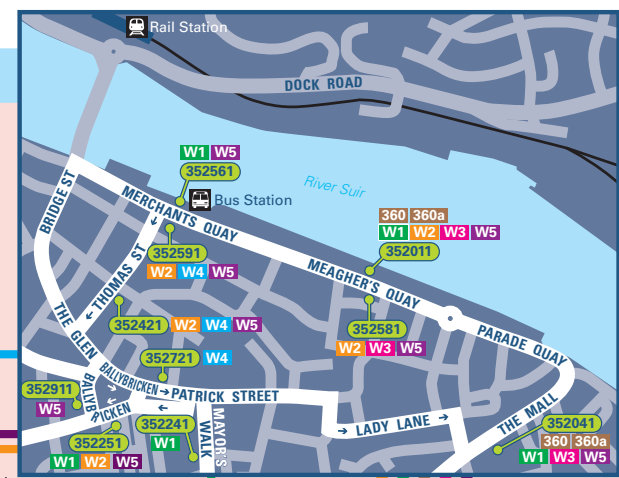 Rail Station
DOCK ROAD
W1 W5
352561
Bus Station
River Suir
BRIDGE ST
MERCHANTS QUAY
360 360a
W1 W2 W3 W5
352011
352591
W2 W4 W5
THOMAS ST
MEAGHER'S QUAY
352421 W2 W4 W5
352581
W2 W3 W5
THE GLEN
PARADE QUAY
352721 W4
BALLYBRICKEN
PATRICK STREET
352911
W5
BALLYBRICKEN
352241
W1
MAYOR'S WALK
LADY LANE
THE MALL
352041
360 360a
W1 W3 W5
352251
W1 W2 W5